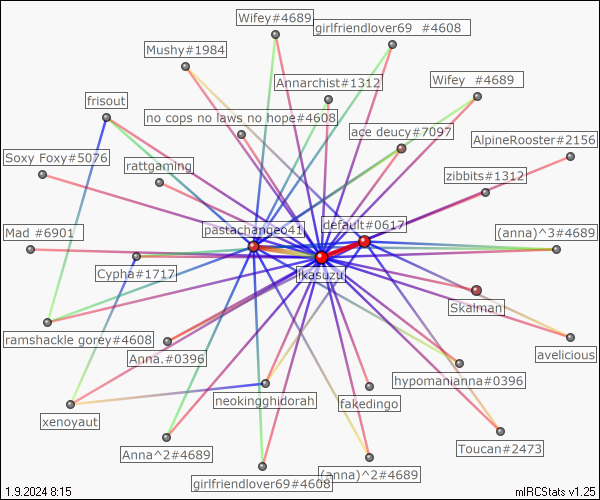 Wifey#4689
girlfriendlover69 #4608
Mushy#1984
Annarchist#1312
Wifey #4689
frisout
no cops no laws no hope#4608
ace deucy#7097
AlpineRooster#2156
Soxy Foxy#5076
rattgaming
zibbits#1312
pastachangeo41
default#0617
Mad #6901
(anna)^3#4689
Cypha#1717
ikasuzu
Skalman
ramshackle gorey#4608
Anna.#0396
avelicious
hypomanianna#0396
neokingghidorah
fakedingo
xenoyaut
Anna^2#4689
Toucan#2473
(anna)^2#4689
girlfriendlover69#4608
1.9.2024 8:15
mIRCStats v1.25